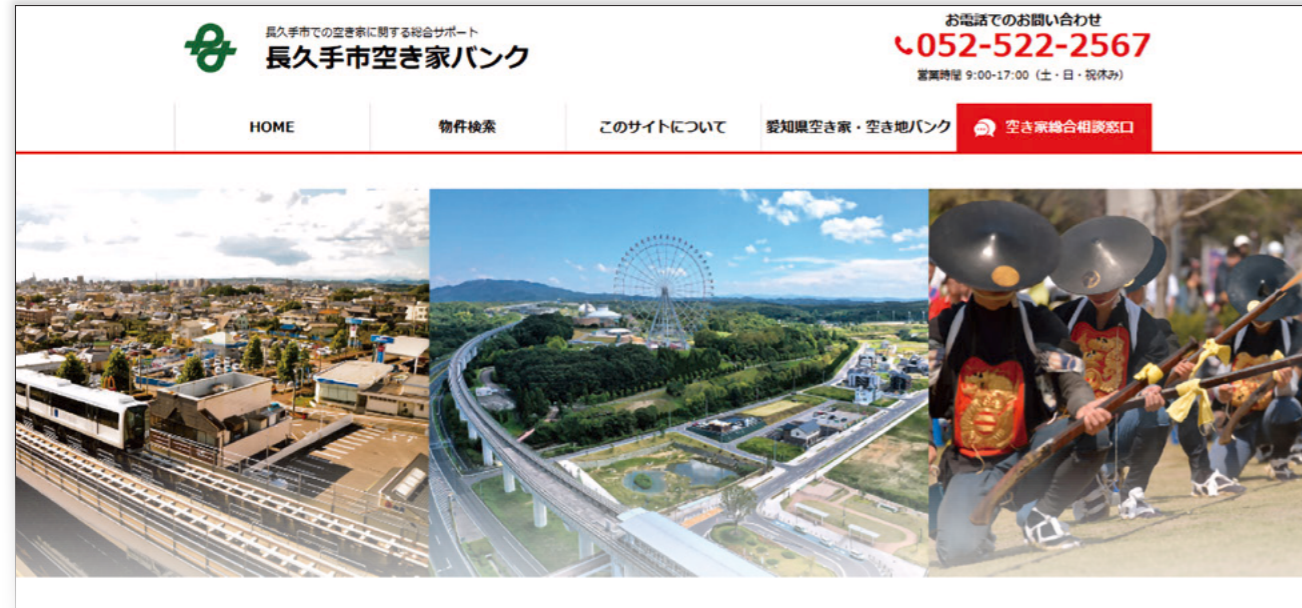 長久手市での空き家に関する総合サポート
長久手市空き家バンク
お電話でのお問い合わせ
052-522-2567
営業時間 9:00-17:00（土・日・祝休み）
HOME
物件検索
このサイトについて
愛知県空き家・空き地バンク
空き家総合相談窓口